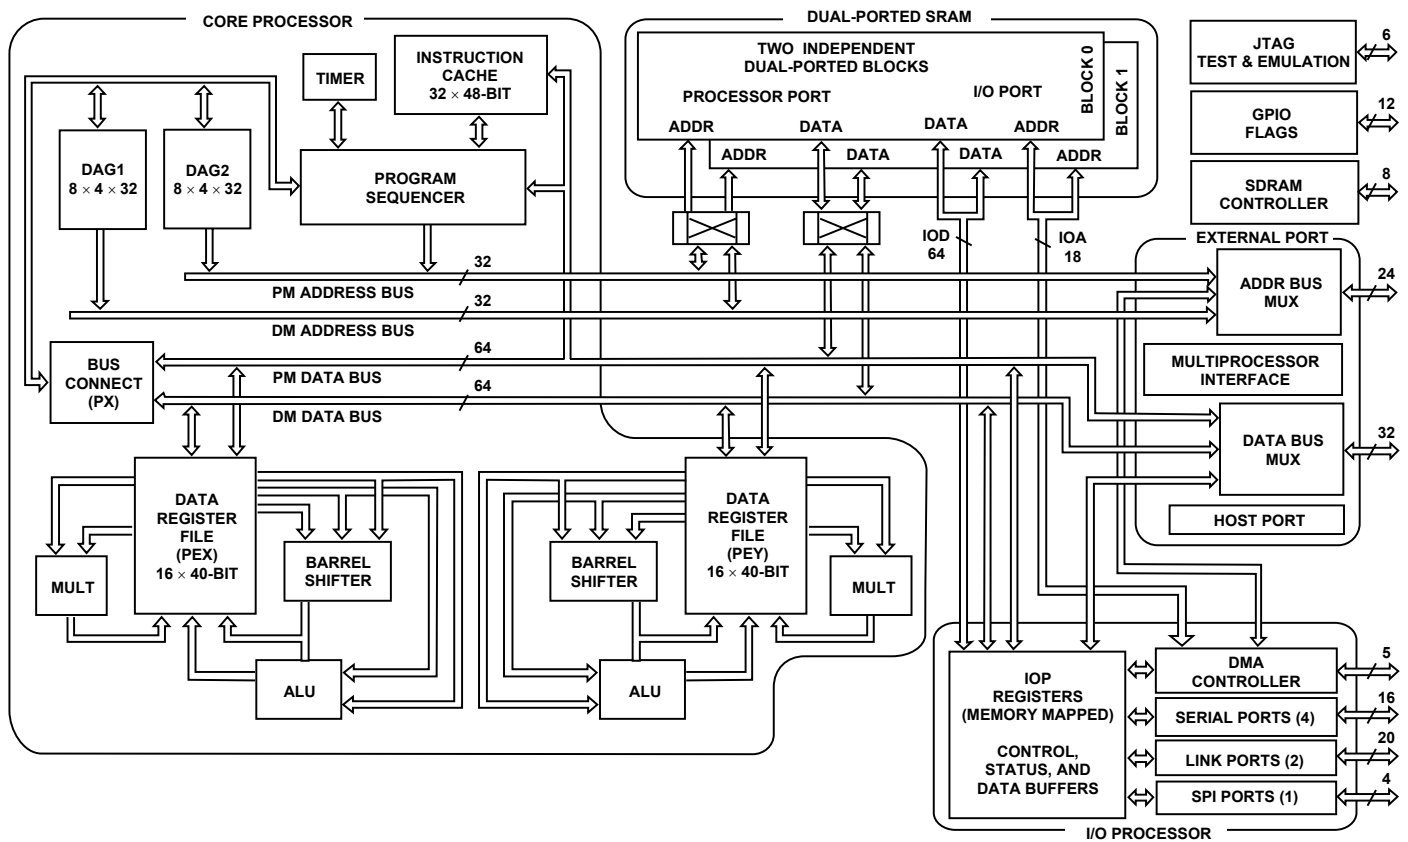 CORE PROCESSOR
TIMER
INSTRUCTION
CACHE
32 × 48-BIT
DAG1
8 × 4 × 32
DAG2
8 × 4 × 32
PROGRAM
SEQUENCER
32
PM ADDRESS BUS
32
DM ADDRESS BUS
BUS
CONNECT
(PX)
64
PM DATA BUS
64
DM DATA BUS
DATA
REGISTER
FILE
(PEX)
16 × 40-BIT
MULT
BARREL
SHIFTER
ALU
BARREL
SHIFTER
DATA
REGISTER
FILE
(PEY)
16 × 40-BIT
MULT
ALU
DUAL-PORTED SRAM
TWO INDEPENDENT
DUAL-PORTED BLOCKS
PROCESSOR PORT
I/O PORT
BLOCK 0
BLOCK 1
ADDR
DATA
DATA
ADDR
ADDR
DATA
DATA
ADDR
IOD
64
IOA
18
JTAG
TEST & EMULATION
6
GPIO
FLAGS
12
SDRAM
CONTROLLER
8
EXTERNAL PORT
ADDR BUS
MUX
24
MULTIPROCESSOR
INTERFACE
DATA BUS
MUX
32
HOST PORT
IOP
REGISTERS
(MEMORY MAPPED)
CONTROL,
STATUS, AND
DATA BUFFERS
DMA
CONTROLLER
5
SERIAL PORTS (4)
16
LINK PORTS (2)
20
SPI PORTS (1)
4
I/O PROCESSOR